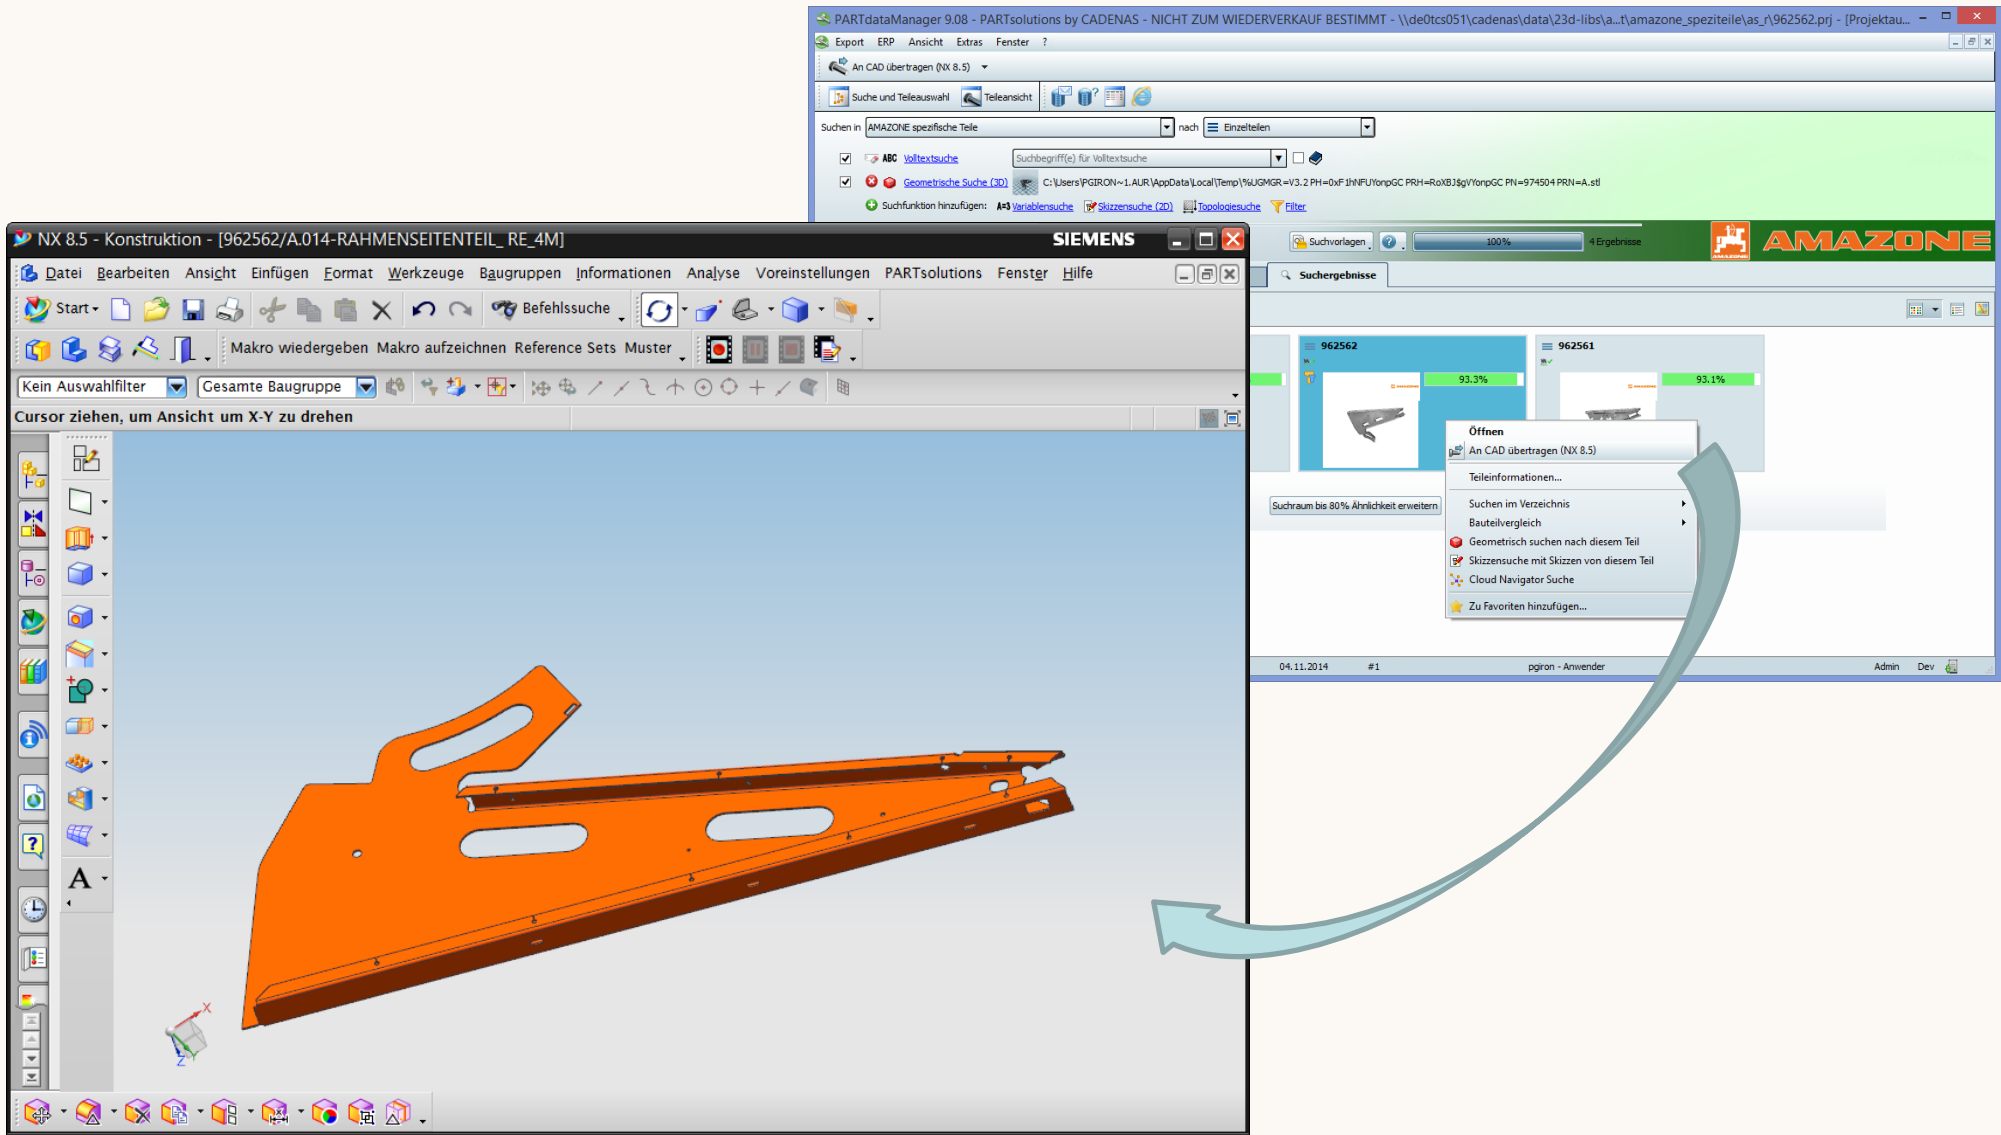 PARTdataManager 9.08 - PARTsolutions by CADENAS - NICHT ZUM WIEDERVERKAUF BESTIMMT - \\de0tcs051\cadenas\data\23d-libs\a...t\amazone_speziteile\as_r\962562.prj - [Projektau...
Export ERP Ansicht Extras Fenster ?
An CAD übertragen (NX 8.5)
Suche und Teileauswahl Teileansicht
Suchen in AMAZONE spezifische Teile nach Einzelteilen
ABC Volltextsuche Suchbegriff(e) für Volltextsuche
Geometrische Suche (3D) C:\Users\PGIRON~1.AUR\AppData\Local\Temp\%UGMGR=V3.2 PH=0xF1hNFUYonpGC PRH=RoXBJ$gVYonpGC PN=974504 PRN=A.stl
Suchfunktion hinzufügen: A=3 Variablensuche Skizzensuche (2D) Topologiesuche Filter
Suchvorlagen 100% 4 Ergebnisse AMAZONE
AMAZONE
Suchergebnisse
962562 962561
93.3% 93.1%
Öffnen
An CAD übertragen (NX 8.5)
Teileinformationen...
Suchen im Verzeichnis
Bauteilvergleich
Geometrisch suchen nach diesem Teil
Skizzensuche mit Skizzen von diesem Teil
Cloud Navigator Suche
Zu Favoriten hinzufügen...
Suchraum bis 80% Ähnlichkeit erweitern
04.11.2014 #1 pgiron - Anwender Admin Dev
NX 8.5 - Konstruktion - [962562/A.014-RAHMENSEITENTEIL_ RE_4M] SIEMENS
Datei Bearbeiten Ansicht Einfügen Format Werkzeuge Baugruppen Informationen Analyse Voreinstellungen PARTsolutions Fenster Hilfe
Start Befehlssuche
Makro wiedergeben Makro aufzeichnen Reference Sets Muster
Kein Auswahlfilter Gesamte Baugruppe
Cursor ziehen, um Ansicht um X-Y zu drehen
A
X
Y
Z